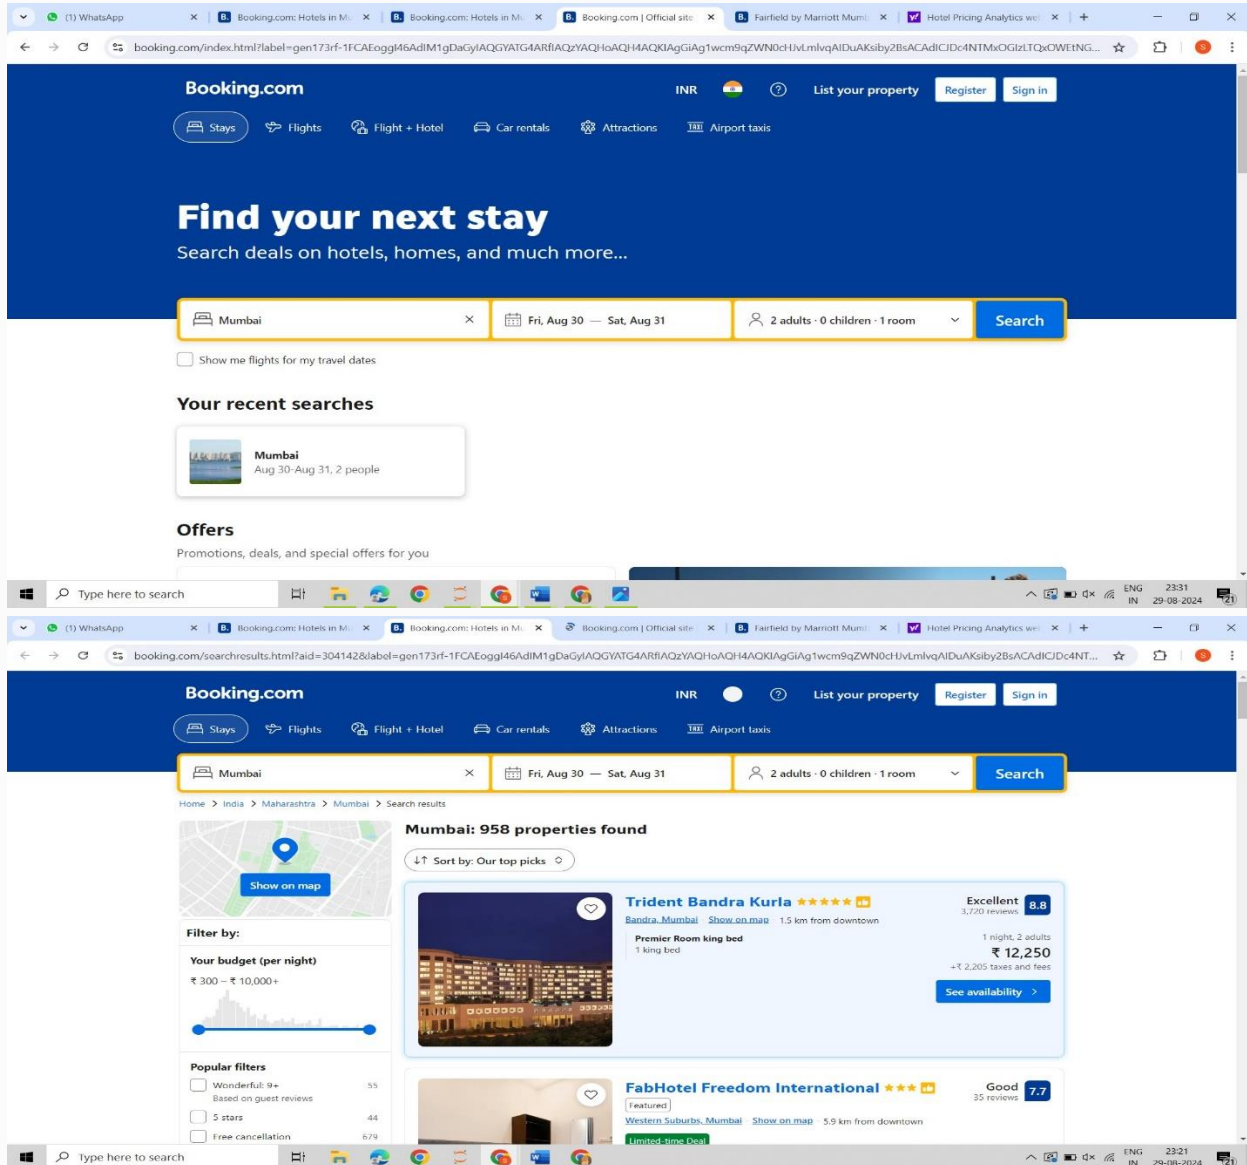 (1) WhatsApp
Booking.com: Hotels in M
Booking.com: Hotels in Mu
Booking.com | Official site
Fairfield by Marriott Mumb
Hotel Pricing Analytics we
INR
List your property
Register
Sign in
Booking.com
Stays
Flights
Flight + Hotel
Car rentals
Attractions
TAXI Airport taxis
Find your next stay
Search deals on hotels, homes, and much more...
Mumbai
Fri, Aug 30 — Sat, Aug 31
2 adults · 0 children · 1 room
Search
Show me flights for my travel dates
Your recent searches
Mumbai
Aug 30-Aug 31, 2 people
Offers
Promotions, deals, and special offers for you
Type here to search
ENG
IN
23:31
29-08-2024
21
(1) WhatsApp
Booking.com: Hotels in M
Booking.com: Hotels in Mu
Booking.com | Official site
Fairfield by Marriott Mumb
Hotel Pricing Analytics we
Booking.com
INR
List your property
Register
Sign in
Stays
Flights
Flight + Hotel
Car rentals
Attractions
TAXI Airport taxis
Mumbai
Fri, Aug 30 — Sat, Aug 31
2 adults · 0 children · 1 room
Search
Home > India > Maharashtra > Mumbai > Search results
Show on map
Filter by:
Your budget (per night)
₹ 300 – ₹ 10,000+
Popular filters
Wonderful: 9+ 55
Based on guest reviews
5 stars 44
Free cancellation 679
Mumbai: 958 properties found
Sort by: Our top picks
Trident Bandra Kurla
Bandra, Mumbai Show on map 1.5 km from downtown
Premier Room king bed
1 king bed
Excellent 8.8
3,720 reviews
1 night, 2 adults
₹ 12,250
+₹ 2,205 taxes and fees
See availability
FabHotel Freedom International
Featured
Western Suburbs, Mumbai Show on map 5.9 km from downtown
Limited-time Deal
Good 7.7
35 reviews
Type here to search
ENG
IN
23:21
29-08-2024